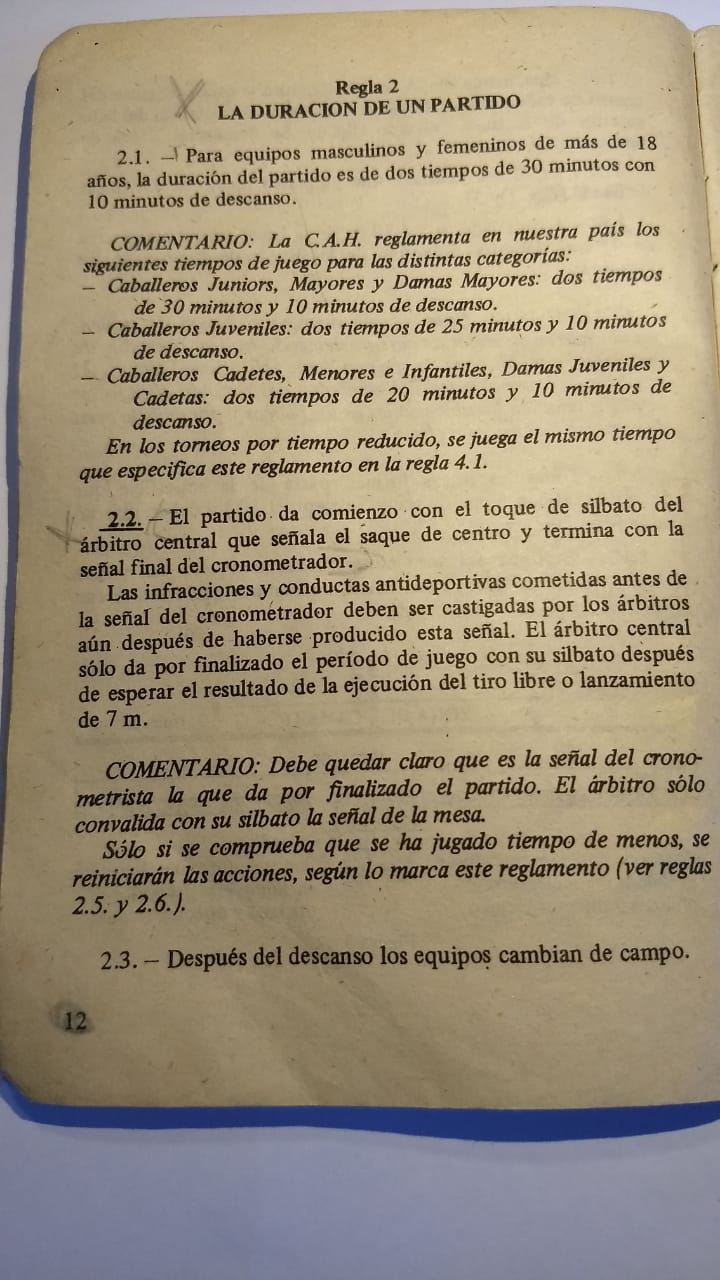 Regla 2
LA DURACION DE UN PARTIDO
2.1. — Para equipos masculinos y femeninos de más de 18
años, la duración del partido es de dos tiempos de 30 minutos con
10 minutos de descanso.
COMENTARIO: La C.A.H. reglamenta en nuestra país los
siguientes tiempos de juego para las distintas categorías:
— Caballeros Juniors, Mayores y Damas Mayores: dos tiempos
de 30 minutos y 10 minutos de descanso.
— Caballeros Juveniles: dos tiempos de 25 minutos y 10 minutos
de descanso.
— Caballeros Cadetes, Menores e Infantiles, Damas Juveniles y
Cadetas: dos tiempos de 20 minutos y 10 minutos de
descanso.
En los torneos por tiempo reducido, se juega el mismo tiempo
que especifica este reglamento en la regla 4.1.
2.2. — El partido da comienzo con el toque de silbato del
árbitro central que señala el saque de centro y termina con la
señal final del cronometrador.
Las infracciones y conductas antideportivas cometidas antes de
la señal del cronometrador deben ser castigadas por los árbitros
aún después de haberse producido esta señal. El árbitro central
sólo da por finalizado el período de juego con su silbato después
de esperar el resultado de la ejecución del tiro libre o lanzamiento
de 7 m.
COMENTARIO: Debe quedar claro que es la señal del crono-
metrista la que da por finalizado el partido. El árbitro sólo
convalida con su silbato la señal de la mesa.
Sólo si se comprueba que se ha jugado tiempo de menos, se
reiniciarán las acciones, según lo marca este reglamento (ver reglas
2.5. y 2.6.).
2.3. — Después del descanso los equipos cambian de campo.
12